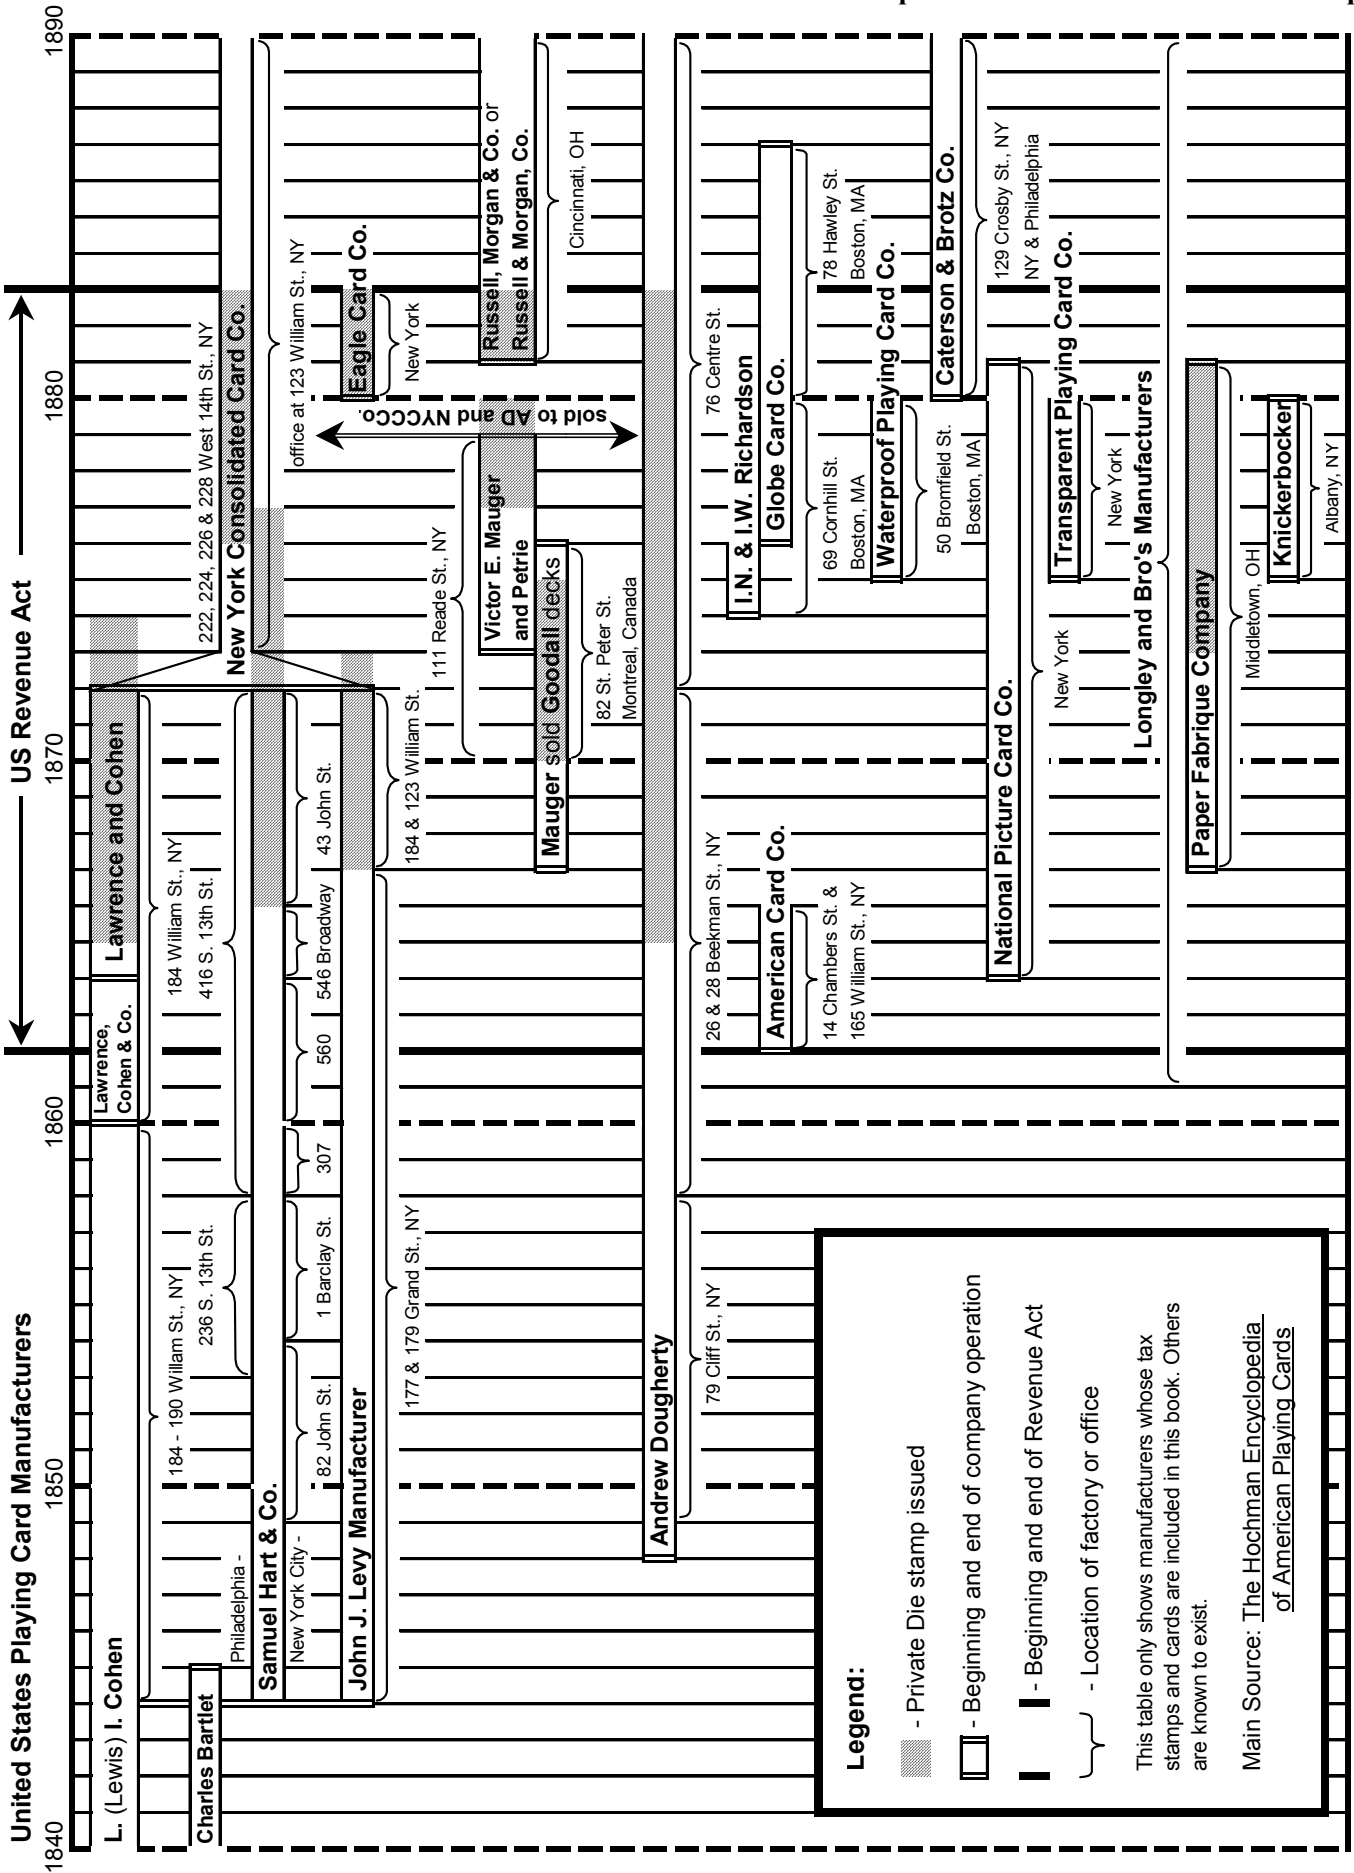 United States Playing Card Manufacturers
US Revenue Act
1840
1850
1860
1870
1880
1890
L. (Lewis) I. Cohen
Lawrence,
Cohen & Co.
Lawrence and Cohen
184 - 190 Willam St., NY
184 William St., NY
222, 224, 226 & 228 West 14th St., NY
Charles Bartlet
236 S. 13th St.
416 S. 13th St.
New York Consolidated Card Co.
Philadelphia -
Samuel Hart & Co.
New York City -
82 John St.
1 Barclay St.
307
560
546 Broadway
43 John St.
office at 123 William St., NY
John J. Levy Manufacturer
Eagle Card Co.
177 & 179 Grand St., NY
184 & 123 William St.
New York
sold to AD and NYCCCo.
111 Reade St., NY
Victor E. Mauger
and Petrie
Russell, Morgan & Co. or
Russell & Morgan, Co.
Mauger sold Goodall decks
Cincinnati, OH
82 St. Peter St.
Montreal, Canada
Andrew Dougherty
79 Cliff St., NY
26 & 28 Beekman St., NY
76 Centre St.
I.N. & I.W. Richardson
American Card Co.
Globe Card Co.
14 Chambers St. &
165 William St., NY
69 Cornhill St.
Boston, MA
78 Hawley St.
Boston, MA
Waterproof Playing Card Co.
50 Bromfield St.
Boston, MA
Caterson & Brotz Co.
129 Crosby St., NY
NY & Philadelphia
National Picture Card Co.
New York
Transparent Playing Card Co.
New York
Longley and Bro's Manufacturers
Paper Fabrique Company
Middletown, OH
Knickerbocker
Albany, NY
Legend:
- Private Die stamp issued
- Beginning and end of company operation
- Beginning and end of Revenue Act
- Location of factory or office
This table only shows manufacturers whose tax
stamps and cards are included in this book. Others
are known to exist.
Main Source: The Hochman Encyclopedia
of American Playing Cards